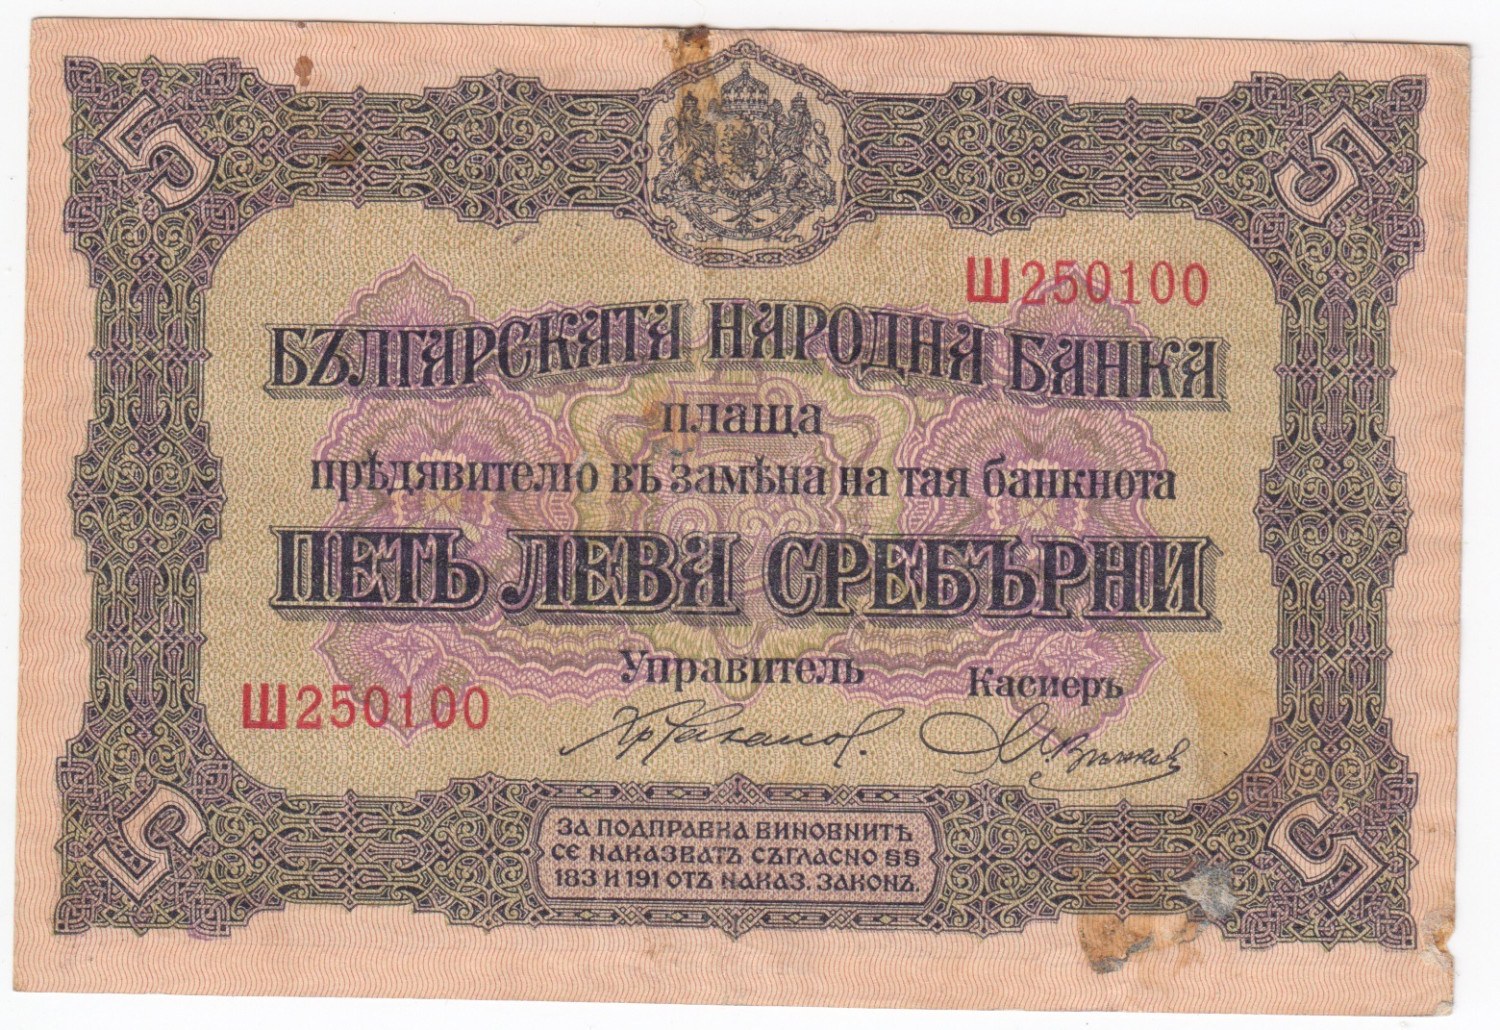 5 5
Ш250100
БЪЛГАРСКАТА НАРОДНА БАНКА
плаща
прѣдявителю въ замѣна на тая банкнота
ПЕТЬ ЛЕВА СРЕБЪРНИ
Управитель Касиеръ
Ш250100
ЗА ПОДПРАВКА ВИНОВНИТѢ
СЕ НАКАЗВАТЪ СЪГЛАСНО §§
183 И 191 ОТЪ НАКАЗ. ЗАКОНЪ.
5 5